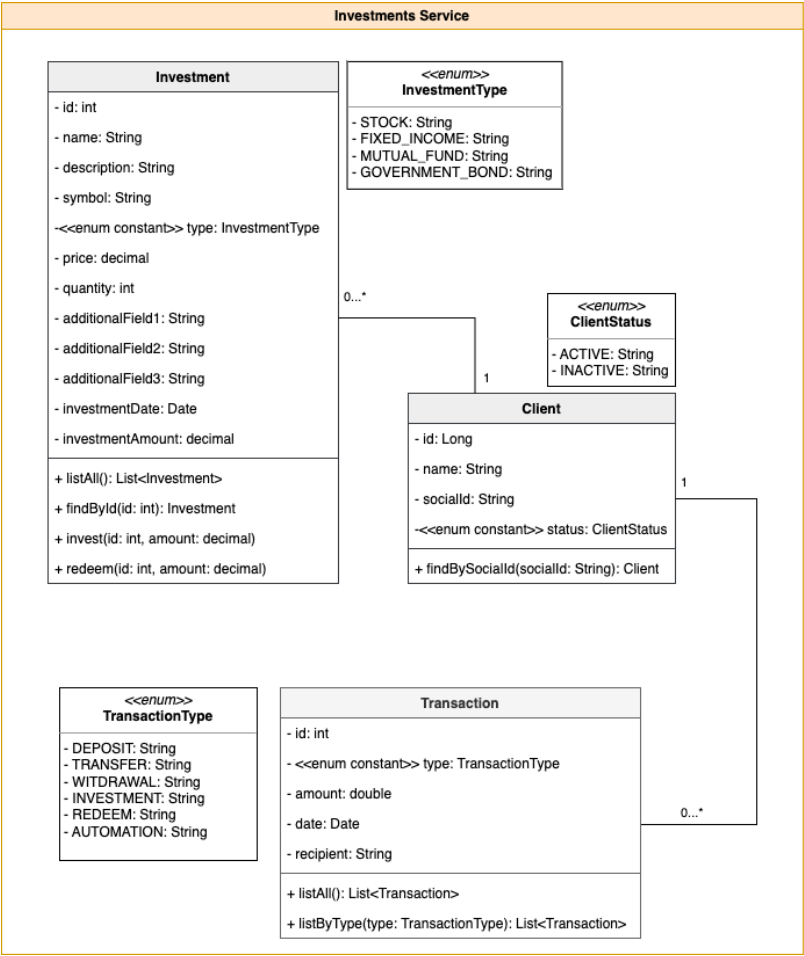 Investments Service
Investment
- id: int
- name: String
- description: String
- symbol: String
-<<enum constant>> type: InvestmentType
- price: decimal
- quantity: int
- additionalField1: String
- additionalField2: String
- additionalField3: String
- investmentDate: Date
- investmentAmount: decimal
+ listAll(): List<Investment>
+ findById(id: int): Investment
+ invest(id: int, amount: decimal)
+ redeem(id: int, amount: decimal)
<<enum>>
InvestmentType
- STOCK: String
- FIXED_INCOME: String
- MUTUAL_FUND: String
- GOVERNMENT_BOND: String
0...*
1
<<enum>>
ClientStatus
- ACTIVE: String
- INACTIVE: String
Client
- id: Long
- name: String
- socialId: String
-<<enum constant>> status: ClientStatus
+ findBySocialId(socialId: String): Client
1
0...*
<<enum>>
TransactionType
- DEPOSIT: String
- TRANSFER: String
- WITDRAWAL: String
- INVESTMENT: String
- REDEEM: String
- AUTOMATION: String
Transaction
- id: int
- <<enum constant>> type: TransactionType
- amount: double
- date: Date
- recipient: String
+ listAll(): List<Transaction>
+ listByType(type: TransactionType): List<Transaction>